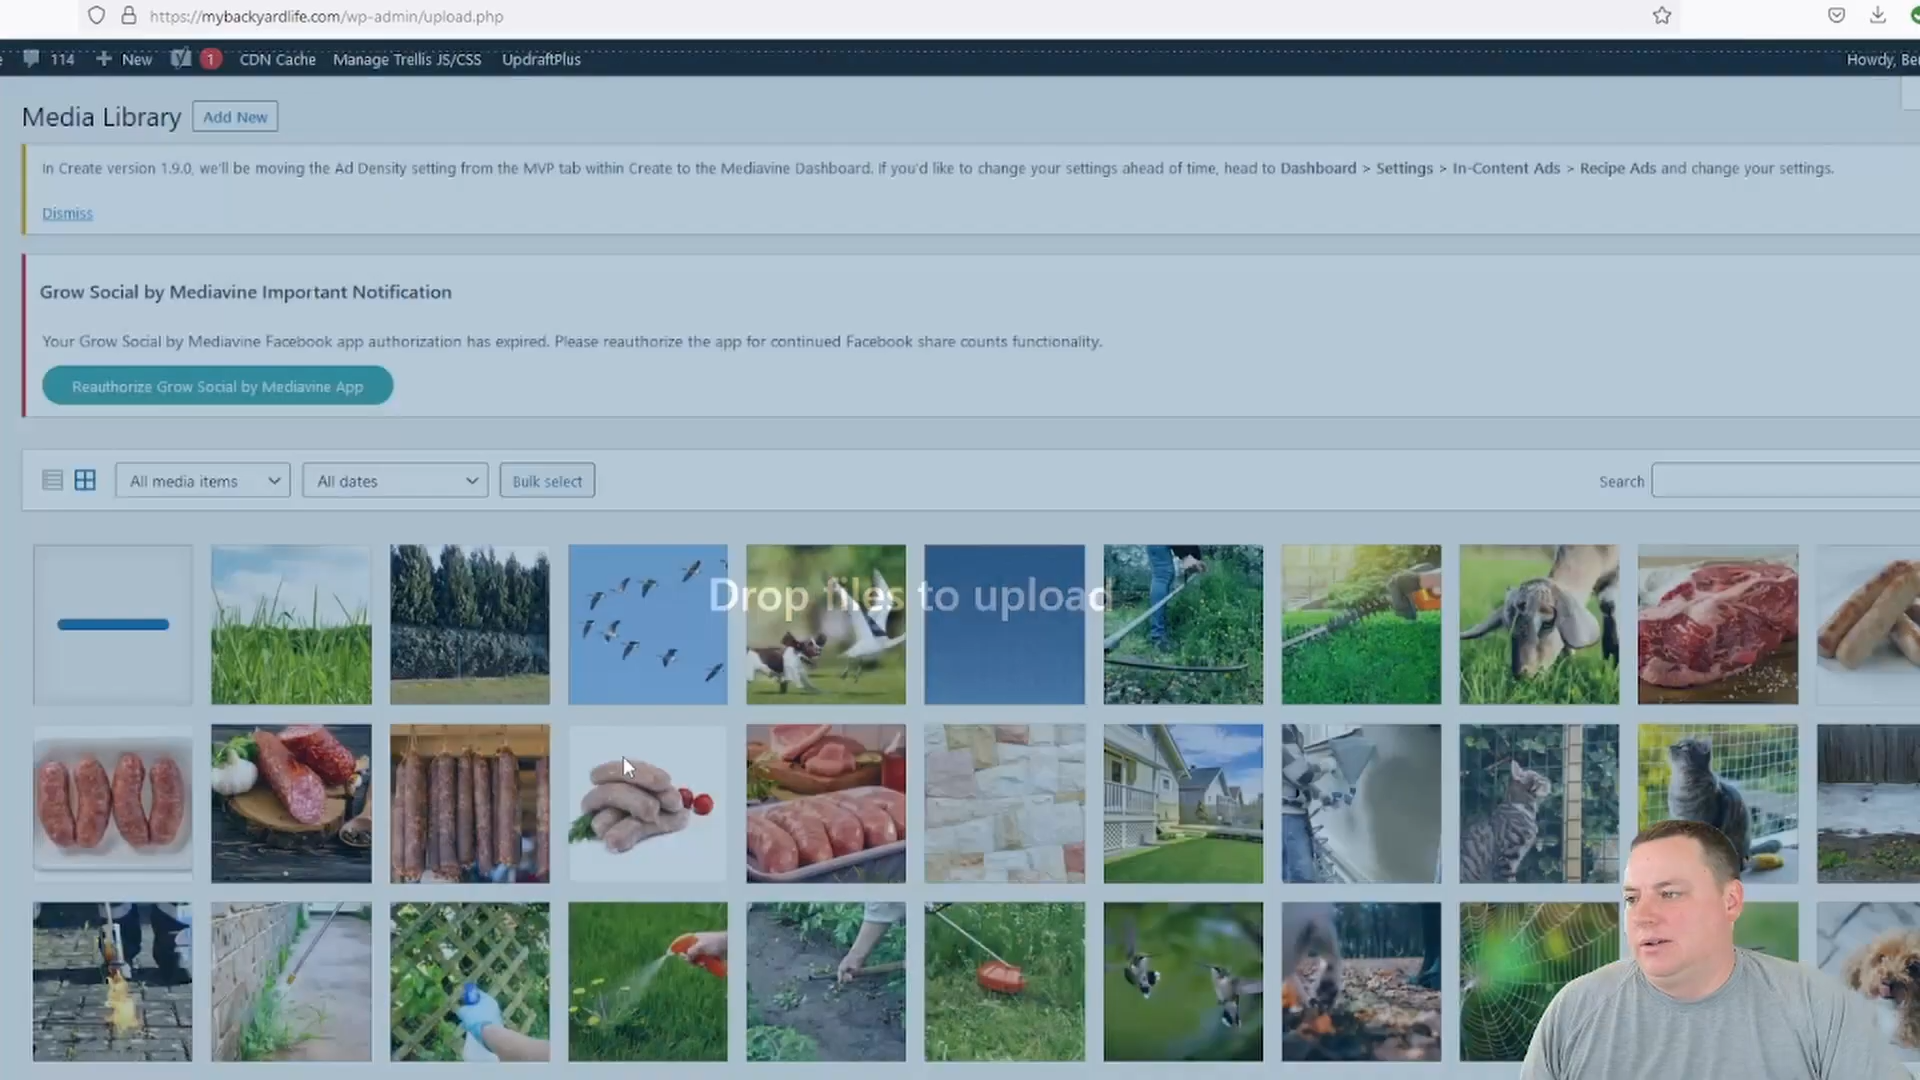 https://mybackyardlife.com/wp-admin/upload.php
114 New 1 CDN Cache Manage Trellis JS/CSS UpdraftPlus Howdy, Be
Media Library Add New
In Create version 1.9.0, we'll be moving the Ad Density setting from the MVP tab within Create to the Mediavine Dashboard. If you'd like to change your settings ahead of time, head to Dashboard > Settings > In-Content Ads > Recipe Ads and change your settings.
Dismiss
Grow Social by Mediavine Important Notification
Your Grow Social by Mediavine Facebook app authorization has expired. Please reauthorize the app for continued Facebook share counts functionality.
Reauthorize Grow Social by Mediavine App
All media items All dates Bulk select Search
Drop files to upload